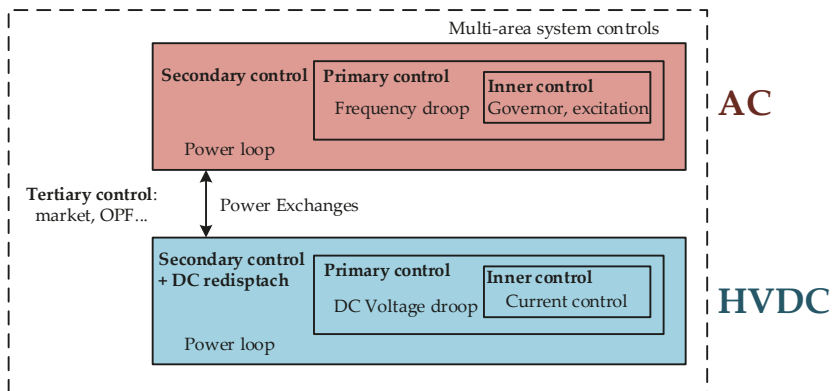 Multi-area system controls
Secondary control
Primary control
Inner control
Frequency droop
Governor, excitation
Power loop
AC
Tertiary control:
market, OPF...
Power Exchanges
Secondary control
+ DC redisptach
Primary control
Inner control
DC Voltage droop
Current control
Power loop
HVDC